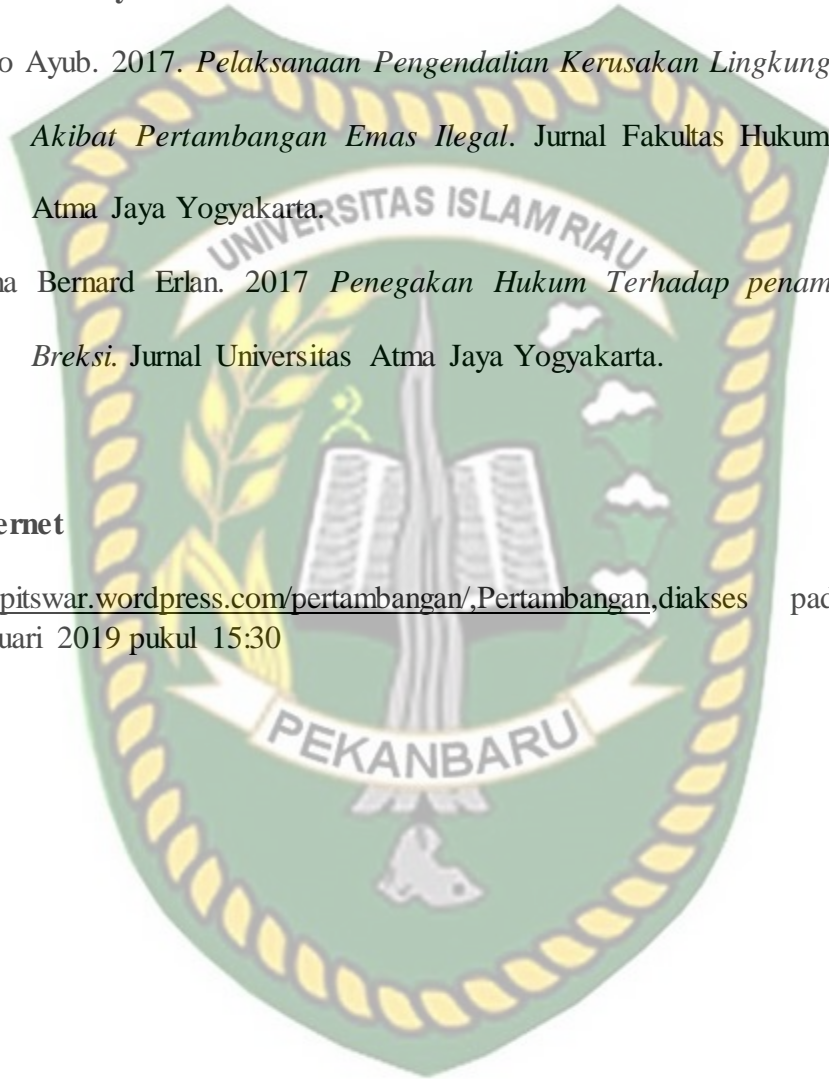 o Ayub. 2017. Pelaksanaan Pengendalian Kerusakan Lingkung
Akibat Pertambangan Emas Ilegal. Jurnal Fakultas Hukum
Atma Jaya Yogyakarta.
UNIVERSITAS ISLAM RIAU
na Bernard Erlan. 2017 Penegakan Hukum Terhadap penam
Breksi. Jurnal Universitas Atma Jaya Yogyakarta.
ernet
pitswar.wordpress.com/pertambangan/,Pertambangan,diakses pad
uari 2019 pukul 15:30
PEKANBARU